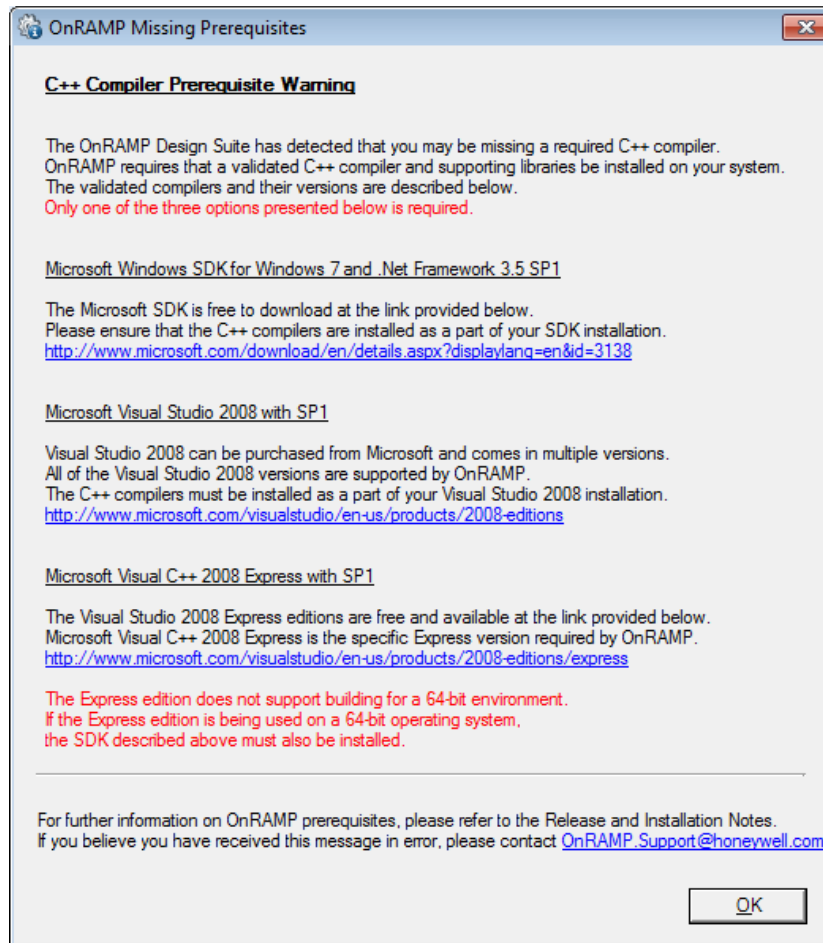 OnRAMP Missing Prerequisites
C++ Compiler Prerequisite Warning
The OnRAMP Design Suite has detected that you may be missing a required C++ compiler.
OnRAMP requires that a validated C++ compiler and supporting libraries be installed on your system.
The validated compilers and their versions are described below.
Only one of the three options presented below is required.
Microsoft Windows SDK for Windows 7 and .Net Framework 3.5 SP1
The Microsoft SDK is free to download at the link provided below.
Please ensure that the C++ compilers are installed as a part of your SDK installation.
http://www.microsoft.com/download/en/details.aspx?displaylang=en&id=3138
Microsoft Visual Studio 2008 with SP1
Visual Studio 2008 can be purchased from Microsoft and comes in multiple versions.
All of the Visual Studio 2008 versions are supported by OnRAMP.
The C++ compilers must be installed as a part of your Visual Studio 2008 installation.
http://www.microsoft.com/visualstudio/en-us/products/2008-editions
Microsoft Visual C++ 2008 Express with SP1
The Visual Studio 2008 Express editions are free and available at the link provided below.
Microsoft Visual C++ 2008 Express is the specific Express version required by OnRAMP.
http://www.microsoft.com/visualstudio/en-us/products/2008-editions/express
The Express edition does not support building for a 64-bit environment.
If the Express edition is being used on a 64-bit operating system,
the SDK described above must also be installed.
For further information on OnRAMP prerequisites, please refer to the Release and Installation Notes.
If you believe you have received this message in error, please contact OnRAMP.Support@honeywell.com
OK